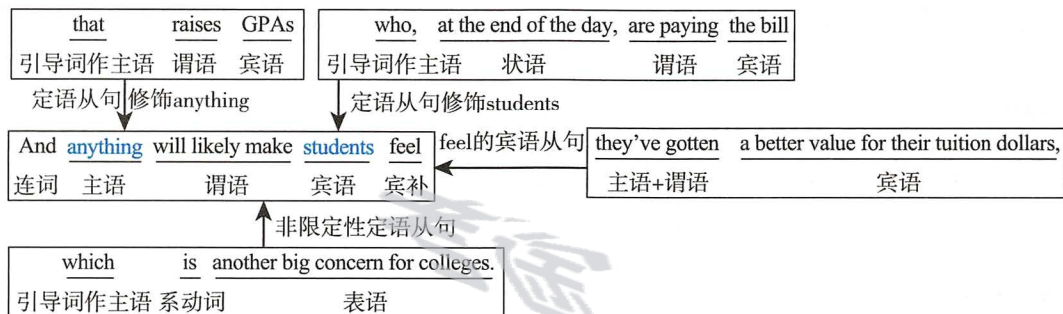 that raises GPAs
引导词作主语 谓语 宾语
who, at the end of the day, are paying the bill
引导词作主语 状语 谓语 宾语
定语从句 修饰anything
定语从句修饰students
And anything will likely make students feel
连词 主语 谓语 宾语 宾补
feel的宾语从句
they've gotten a better value for their tuition dollars,
主语+谓语 宾语
非限定性定语从句
which is another big concern for colleges.
引导词作主语 系动词 表语